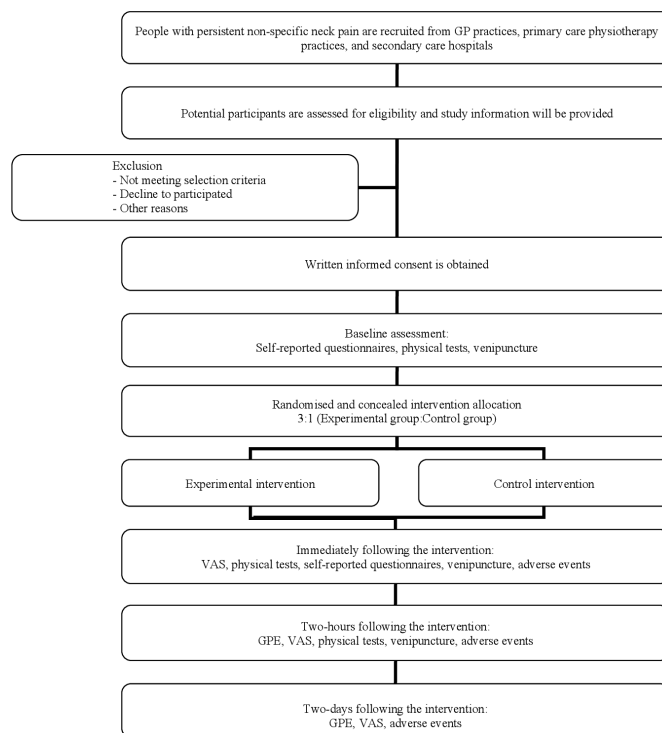 People with persistent non-specific neck pain are recruited from GP practices, primary care physiotherapy
practices, and secondary care hospitals
Potential participants are assessed for eligibility and study information will be provided
Exclusion
- Not meeting selection criteria
- Decline to participated
- Other reasons
Written informed consent is obtained
Baseline assessment:
Self-reported questionnaires, physical tests, venipuncture
Randomised and concealed intervention allocation
3:1 (Experimental group:Control group)
Experimental intervention
Control intervention
Immediately following the intervention:
VAS, physical tests, self-reported questionnaires, venipuncture, adverse events
Two-hours following the intervention:
GPE, VAS, physical tests, venipuncture, adverse events
Two-days following the intervention:
GPE, VAS, adverse events